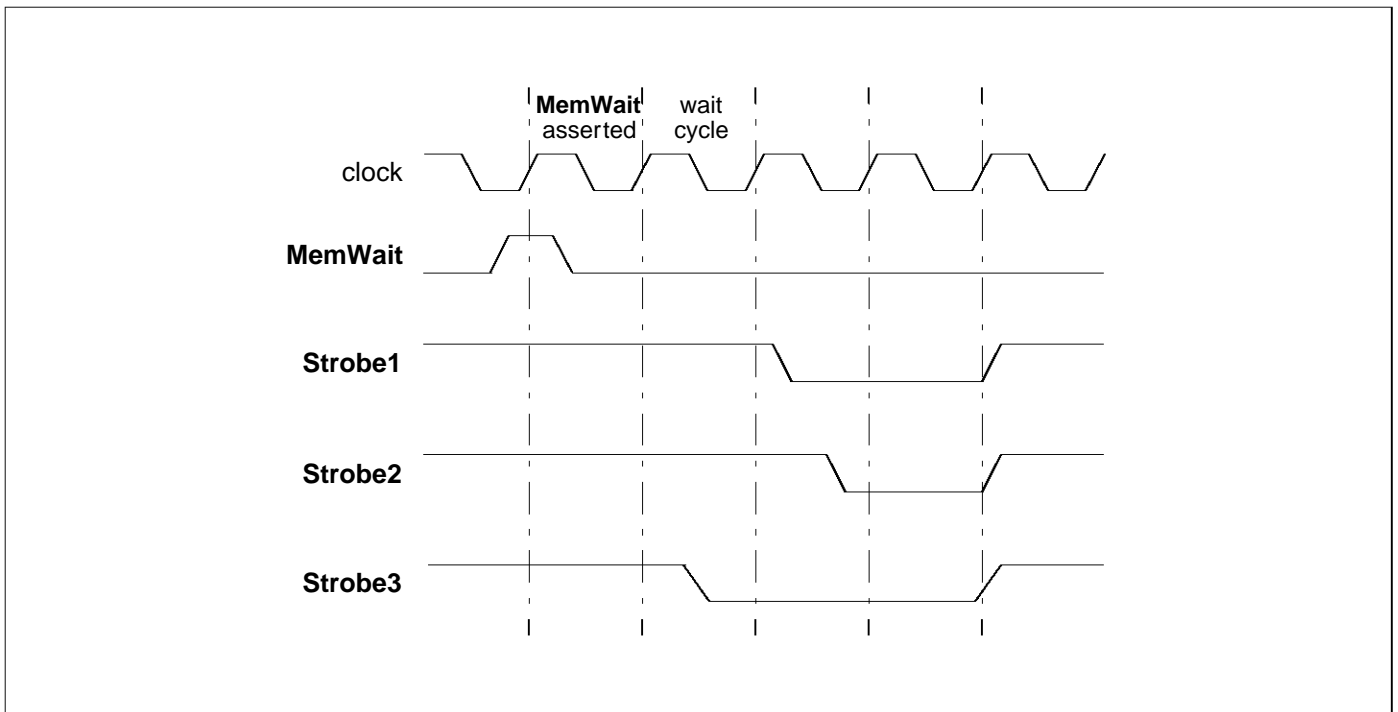 MemWait
asserted
wait
cycle
clock
MemWait
Strobe1
Strobe2
Strobe3